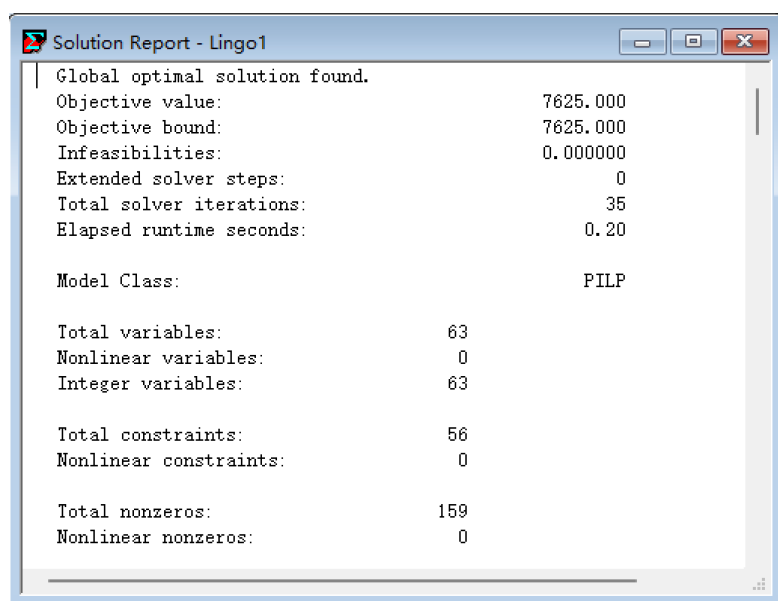 Solution Report - Lingo1
Global optimal solution found.
Objective value: 7625.000
Objective bound: 7625.000
Infeasibilities: 0.000000
Extended solver steps: 0
Total solver iterations: 35
Elapsed runtime seconds: 0.20
Model Class: PILP
Total variables: 63
Nonlinear variables: 0
Integer variables: 63
Total constraints: 56
Nonlinear constraints: 0
Total nonzeros: 159
Nonlinear nonzeros: 0